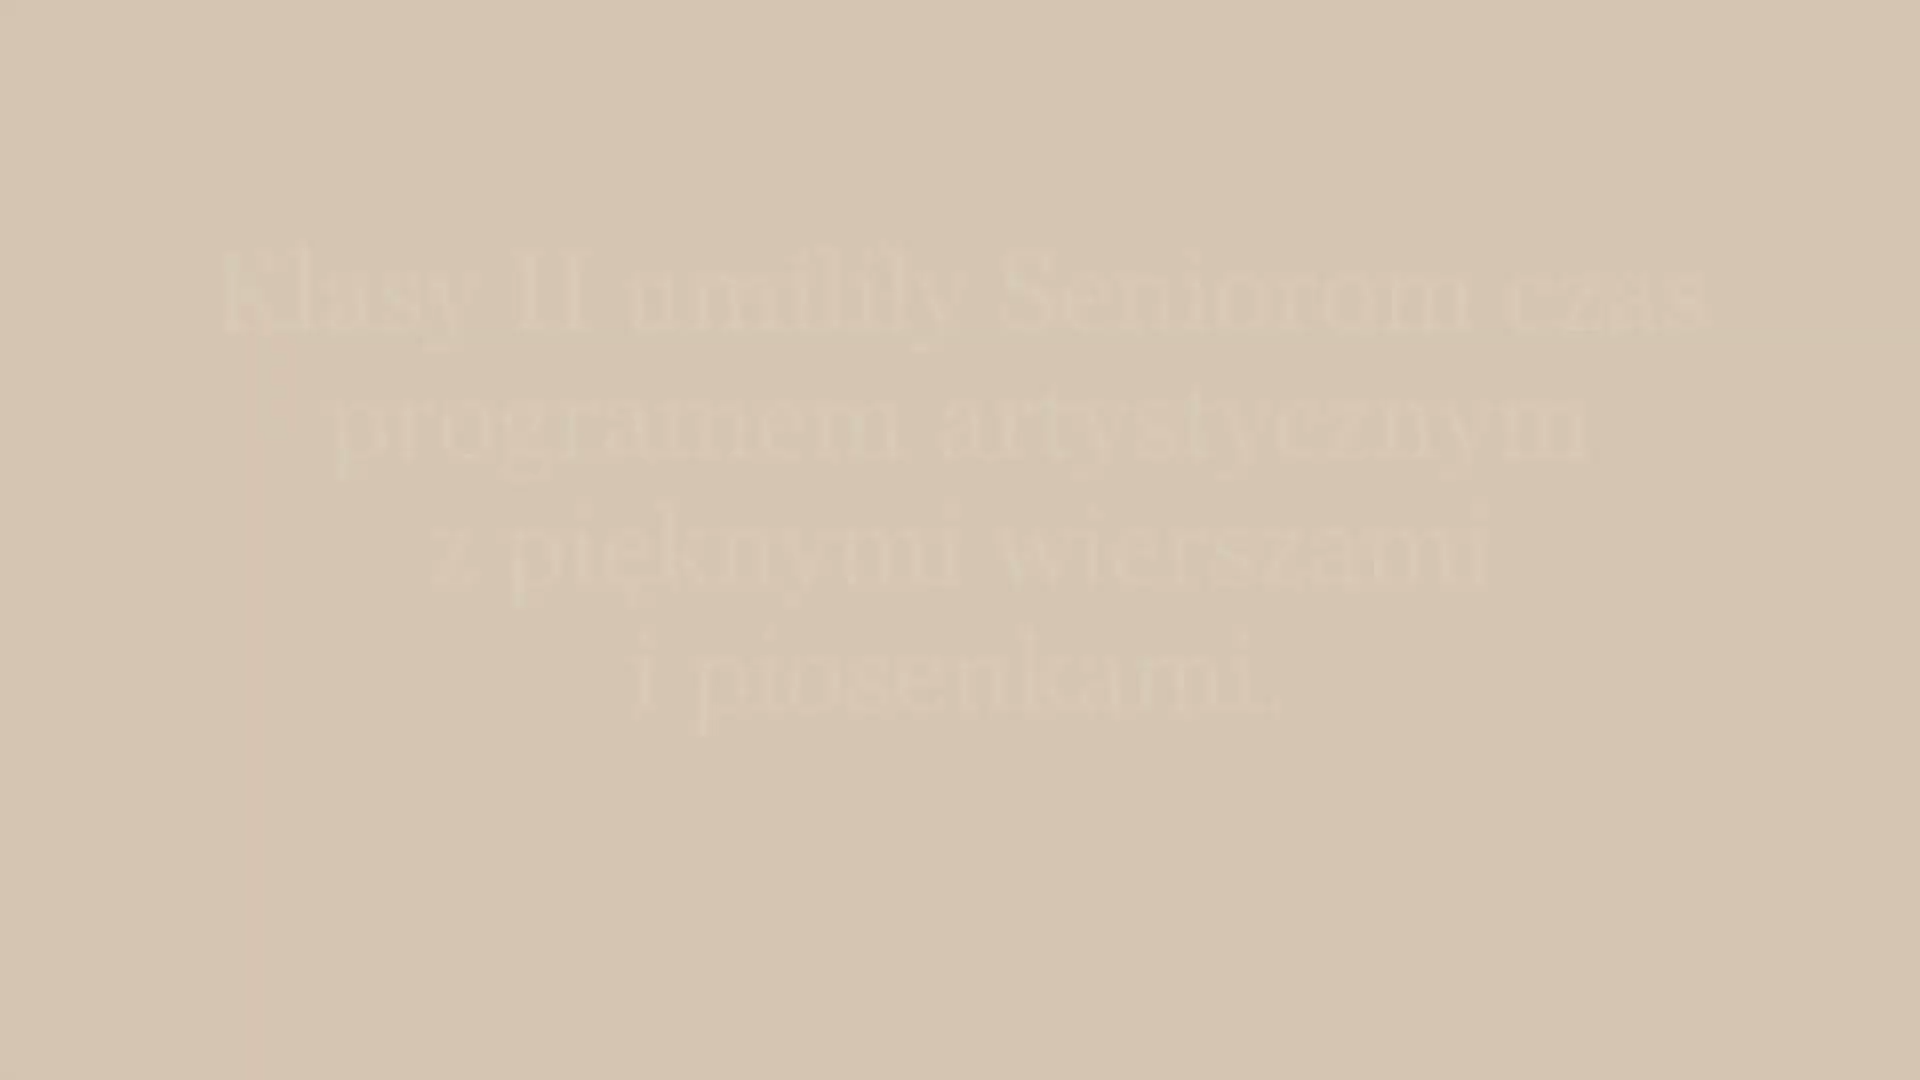 Klasy II umiliły Seniorom czas
programem artystycznym
z pięknymi wierszami
i piosenkami.